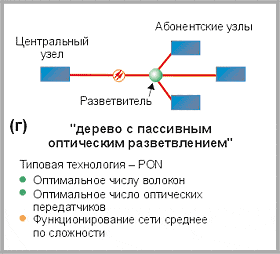 Абонентские узлы
Центральный
узел
Разветвитель
(г)
"дерево с пассивным
оптическим разветвлением"
Типовая технология – PON
Оптимальное числу волокон
Оптимальное число оптических
передатчиков
Функционирование сети среднее
по сложности